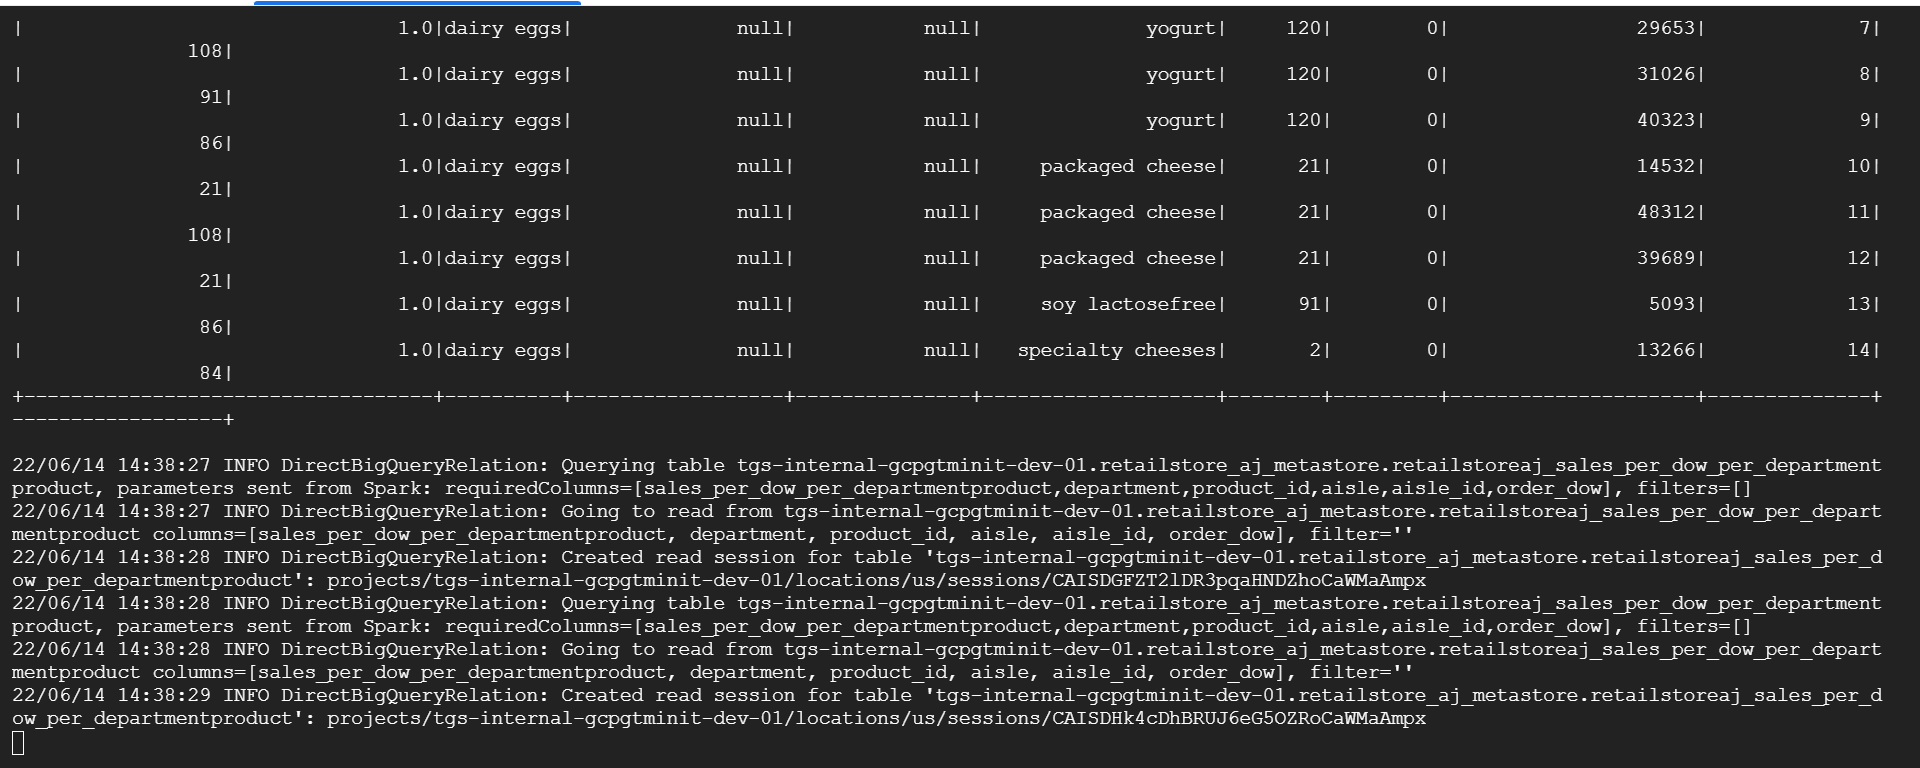 |                                1.0|dairy eggs|              null|           null|              yogurt|     120|        0|                29653|             7|
               108|
|                                1.0|dairy eggs|              null|           null|              yogurt|     120|        0|                31026|             8|
                91|
|                                1.0|dairy eggs|              null|           null|              yogurt|     120|        0|                40323|             9|
                86|
|                                1.0|dairy eggs|              null|           null|     packaged cheese|      21|        0|                14532|            10|
                21|
|                                1.0|dairy eggs|              null|           null|     packaged cheese|      21|        0|                48312|            11|
               108|
|                                1.0|dairy eggs|              null|           null|     packaged cheese|      21|        0|                39689|            12|
                21|
|                                1.0|dairy eggs|              null|           null|     soy lactosefree|      91|        0|                 5093|            13|
                86|
|                                1.0|dairy eggs|              null|           null|   specialty cheeses|       2|        0|                13266|            14|
                84|
+-----------------------------------+----------+------------------+---------------+--------------------+--------+---------+---------------------+--------------+
------------------+
22/06/14 14:38:27 INFO DirectBigQueryRelation: Querying table tgs-internal-gcpgtminit-dev-01.retailstore_aj_metastore.retailstoreaj_sales_per_dow_per_department
product, parameters sent from Spark: requiredColumns=[sales_per_dow_per_departmentproduct,department,product_id,aisle,aisle_id,order_dow], filters=[]
22/06/14 14:38:27 INFO DirectBigQueryRelation: Going to read from tgs-internal-gcpgtminit-dev-01.retailstore_aj_metastore.retailstoreaj_sales_per_dow_per_depart
mentproduct columns=[sales_per_dow_per_departmentproduct, department, product_id, aisle, aisle_id, order_dow], filter=''
22/06/14 14:38:28 INFO DirectBigQueryRelation: Created read session for table 'tgs-internal-gcpgtminit-dev-01.retailstore_aj_metastore.retailstoreaj_sales_per_d
ow_per_departmentproduct': projects/tgs-internal-gcpgtminit-dev-01/locations/us/sessions/CAISDGFZT2lDR3pqaHNDZhoCaWMaAmpx
22/06/14 14:38:28 INFO DirectBigQueryRelation: Querying table tgs-internal-gcpgtminit-dev-01.retailstore_aj_metastore.retailstoreaj_sales_per_dow_per_department
product, parameters sent from Spark: requiredColumns=[sales_per_dow_per_departmentproduct,department,product_id,aisle,aisle_id,order_dow], filters=[]
22/06/14 14:38:28 INFO DirectBigQueryRelation: Going to read from tgs-internal-gcpgtminit-dev-01.retailstore_aj_metastore.retailstoreaj_sales_per_dow_per_depart
mentproduct columns=[sales_per_dow_per_departmentproduct, department, product_id, aisle, aisle_id, order_dow], filter=''
22/06/14 14:38:29 INFO DirectBigQueryRelation: Created read session for table 'tgs-internal-gcpgtminit-dev-01.retailstore_aj_metastore.retailstoreaj_sales_per_d
ow_per_departmentproduct': projects/tgs-internal-gcpgtminit-dev-01/locations/us/sessions/CAISDHk4cDhBRUJ6eG5OZRoCaWMaAmpx